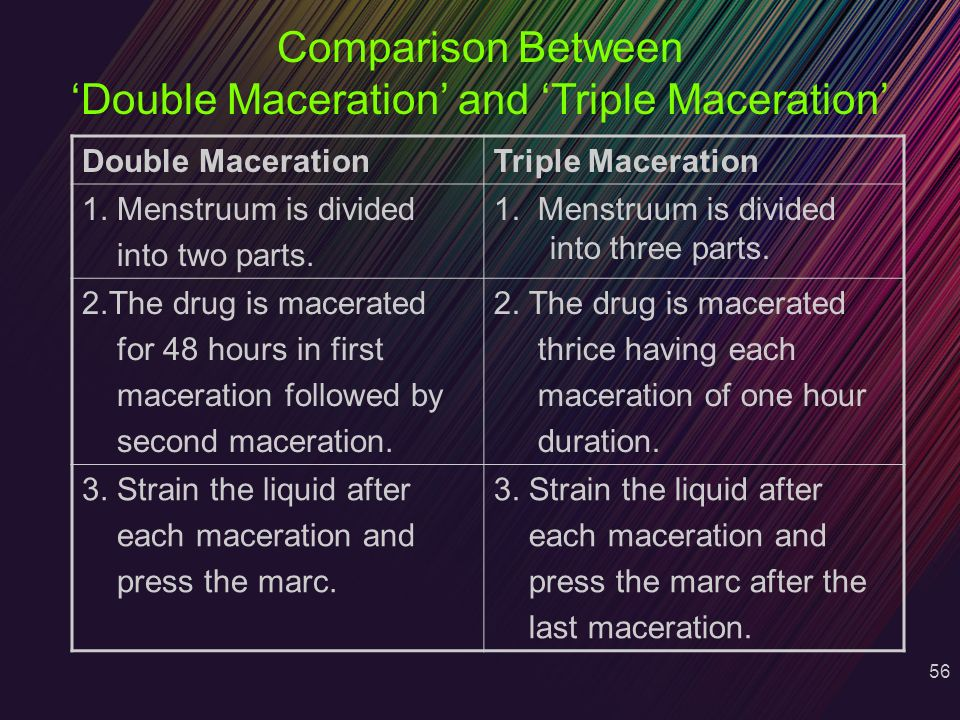 Comparison Between
‘Double Maceration’ and ‘Triple Maceration’
Double Maceration
Triple Maceration
1. Menstruum is divided
into two parts.
1. Menstruum is divided
into three parts.
2.The drug is macerated
for 48 hours in first
maceration followed by
second maceration.
2. The drug is macerated
thrice having each
maceration of one hour
duration.
3. Strain the liquid after
each maceration and
press the marc.
3. Strain the liquid after
each maceration and
press the marc after the
last maceration.
56